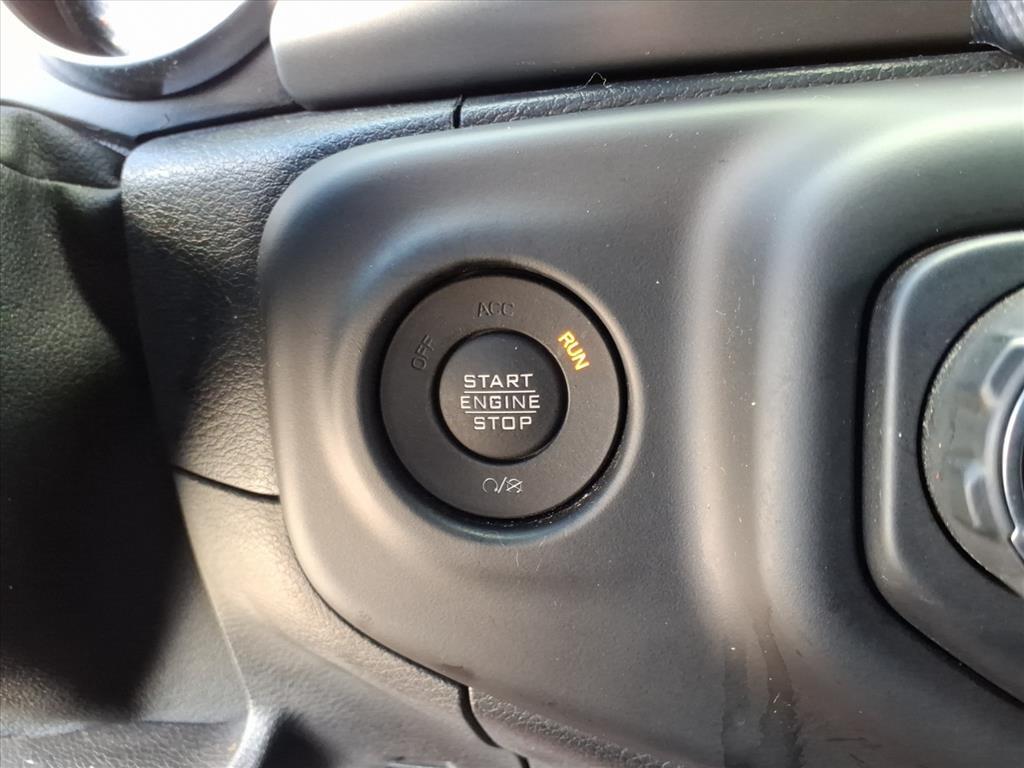 ACC
OFF
RUN
START
ENGINE
STOP